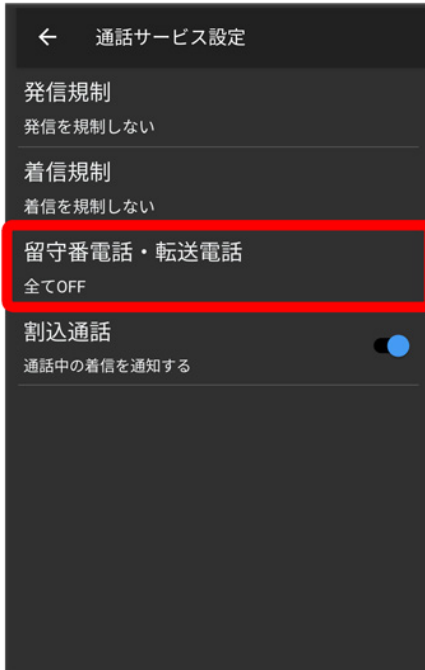 通話サービス設定
発信規制
発信を規制しない
着信規制
着信を規制しない
留守番電話・転送電話
全てOFF
割込通話
通話中の着信を通知する